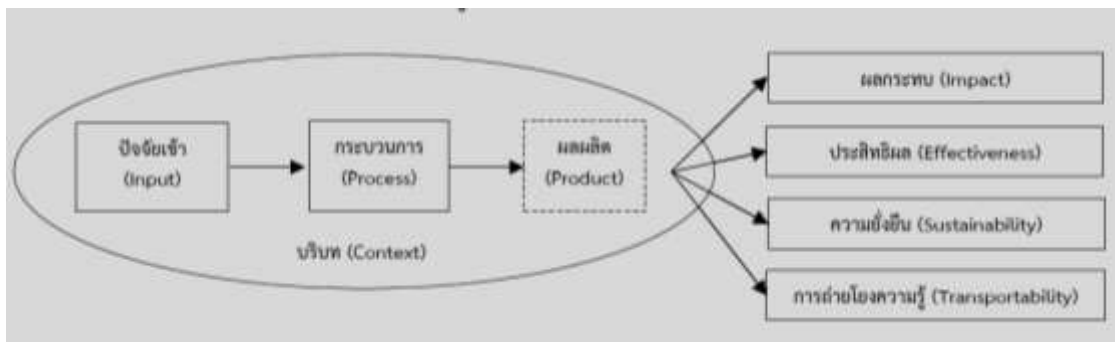 ปัจจัยเข้า
(Input)
กระบวนการ
(Process)
ผลผลิต
(Product)
บริบท (Context)
ผลกระทบ (Impact)
ประสิทธิผล (Effectiveness)
ความยั่งยืน (Sustainability)
การถ่ายโยงความรู้ (Transportability)